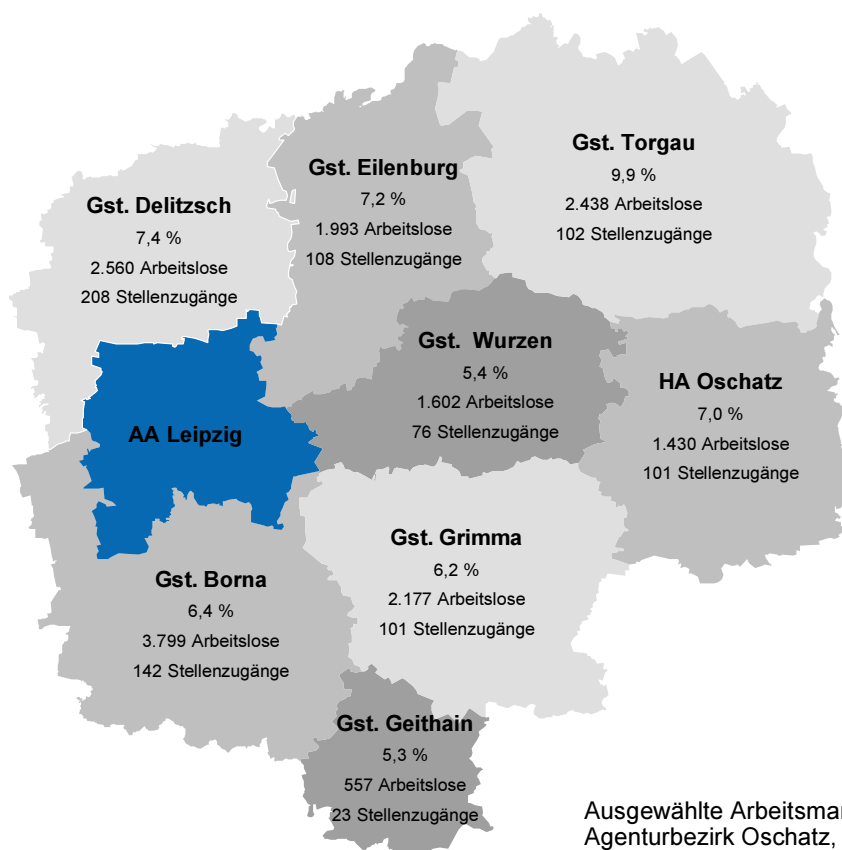 Gst. Torgau
9,9 %
2.438 Arbeitslose
102 Stellenzugänge
Gst. Eilenburg
7,2 %
1.993 Arbeitslose
108 Stellenzugänge
Gst. Delitzsch
7,4 %
2.560 Arbeitslose
208 Stellenzugänge
Gst. Wurzen
5,4 %
1.602 Arbeitslose
76 Stellenzugänge
HA Oschatz
7,0 %
1.430 Arbeitslose
101 Stellenzugänge
AA Leipzig
Gst. Grimma
6,2 %
2.177 Arbeitslose
101 Stellenzugänge
Gst. Borna
6,4 %
3.799 Arbeitslose
142 Stellenzugänge
Gst. Geithain
5,3 %
557 Arbeitslose
23 Stellenzugänge
Ausgewählte
Agenturbezirk Oschatz,